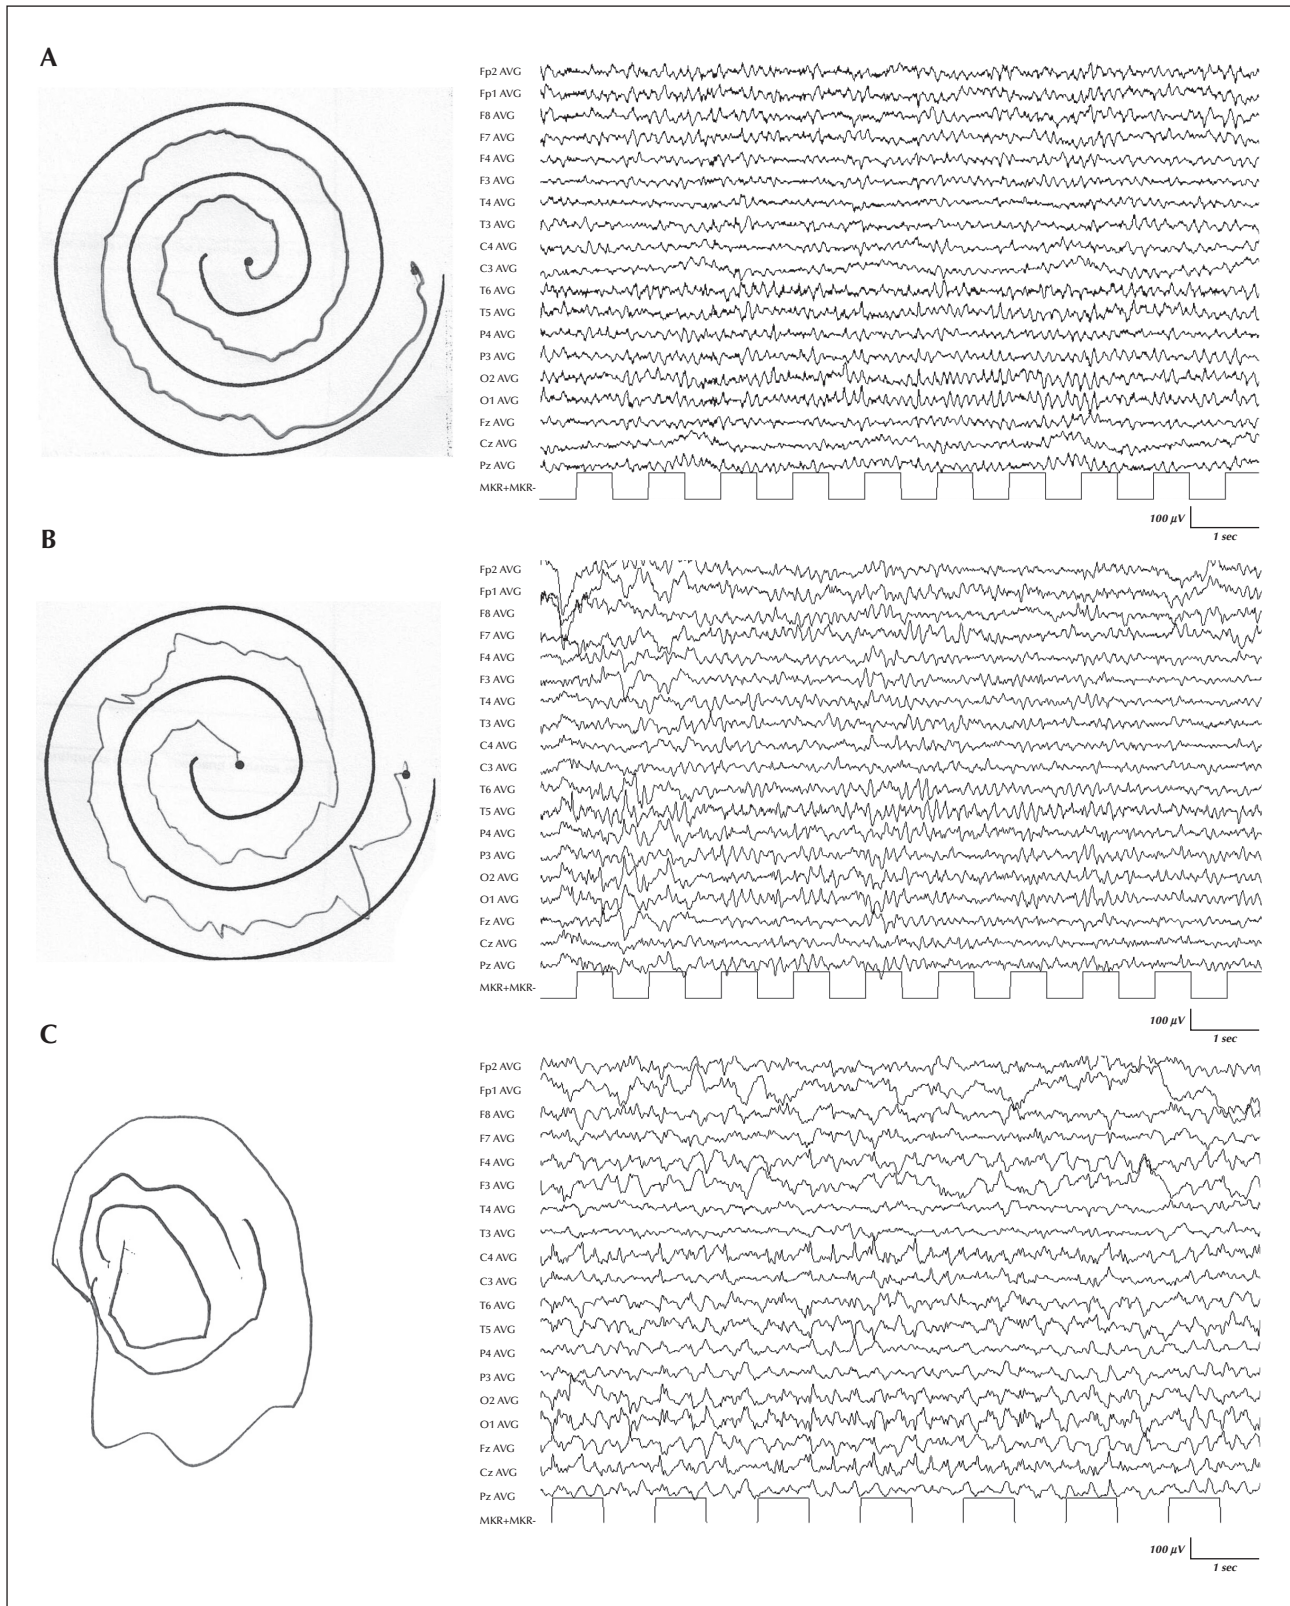 A
Fp2 AVG
Fp1 AVG
F8 AVG
F7 AVG
F4 AVG
F3 AVG
T4 AVG
T3 AVG
C4 AVG
C3 AVG
T6 AVG
T5 AVG
P4 AVG
P3 AVG
O2 AVG
O1 AVG
Fz AVG
Cz AVG
Pz AVG
MKR+MKR-
100 µV
1 sec
B
Fp2 AVG
Fp1 AVG
F8 AVG
F7 AVG
F4 AVG
F3 AVG
T4 AVG
T3 AVG
C4 AVG
C3 AVG
T6 AVG
T5 AVG
P4 AVG
P3 AVG
O2 AVG
O1 AVG
Fz AVG
Cz AVG
Pz AVG
MKR+MKR-
100 µV
1 sec
C
Fp2 AVG
Fp1 AVG
F8 AVG
F7 AVG
F4 AVG
F3 AVG
T4 AVG
T3 AVG
C4 AVG
C3 AVG
T6 AVG
T5 AVG
P4 AVG
P3 AVG
O2 AVG
O1 AVG
Fz AVG
Cz AVG
Pz AVG
MKR+MKR-
100 µV
1 sec